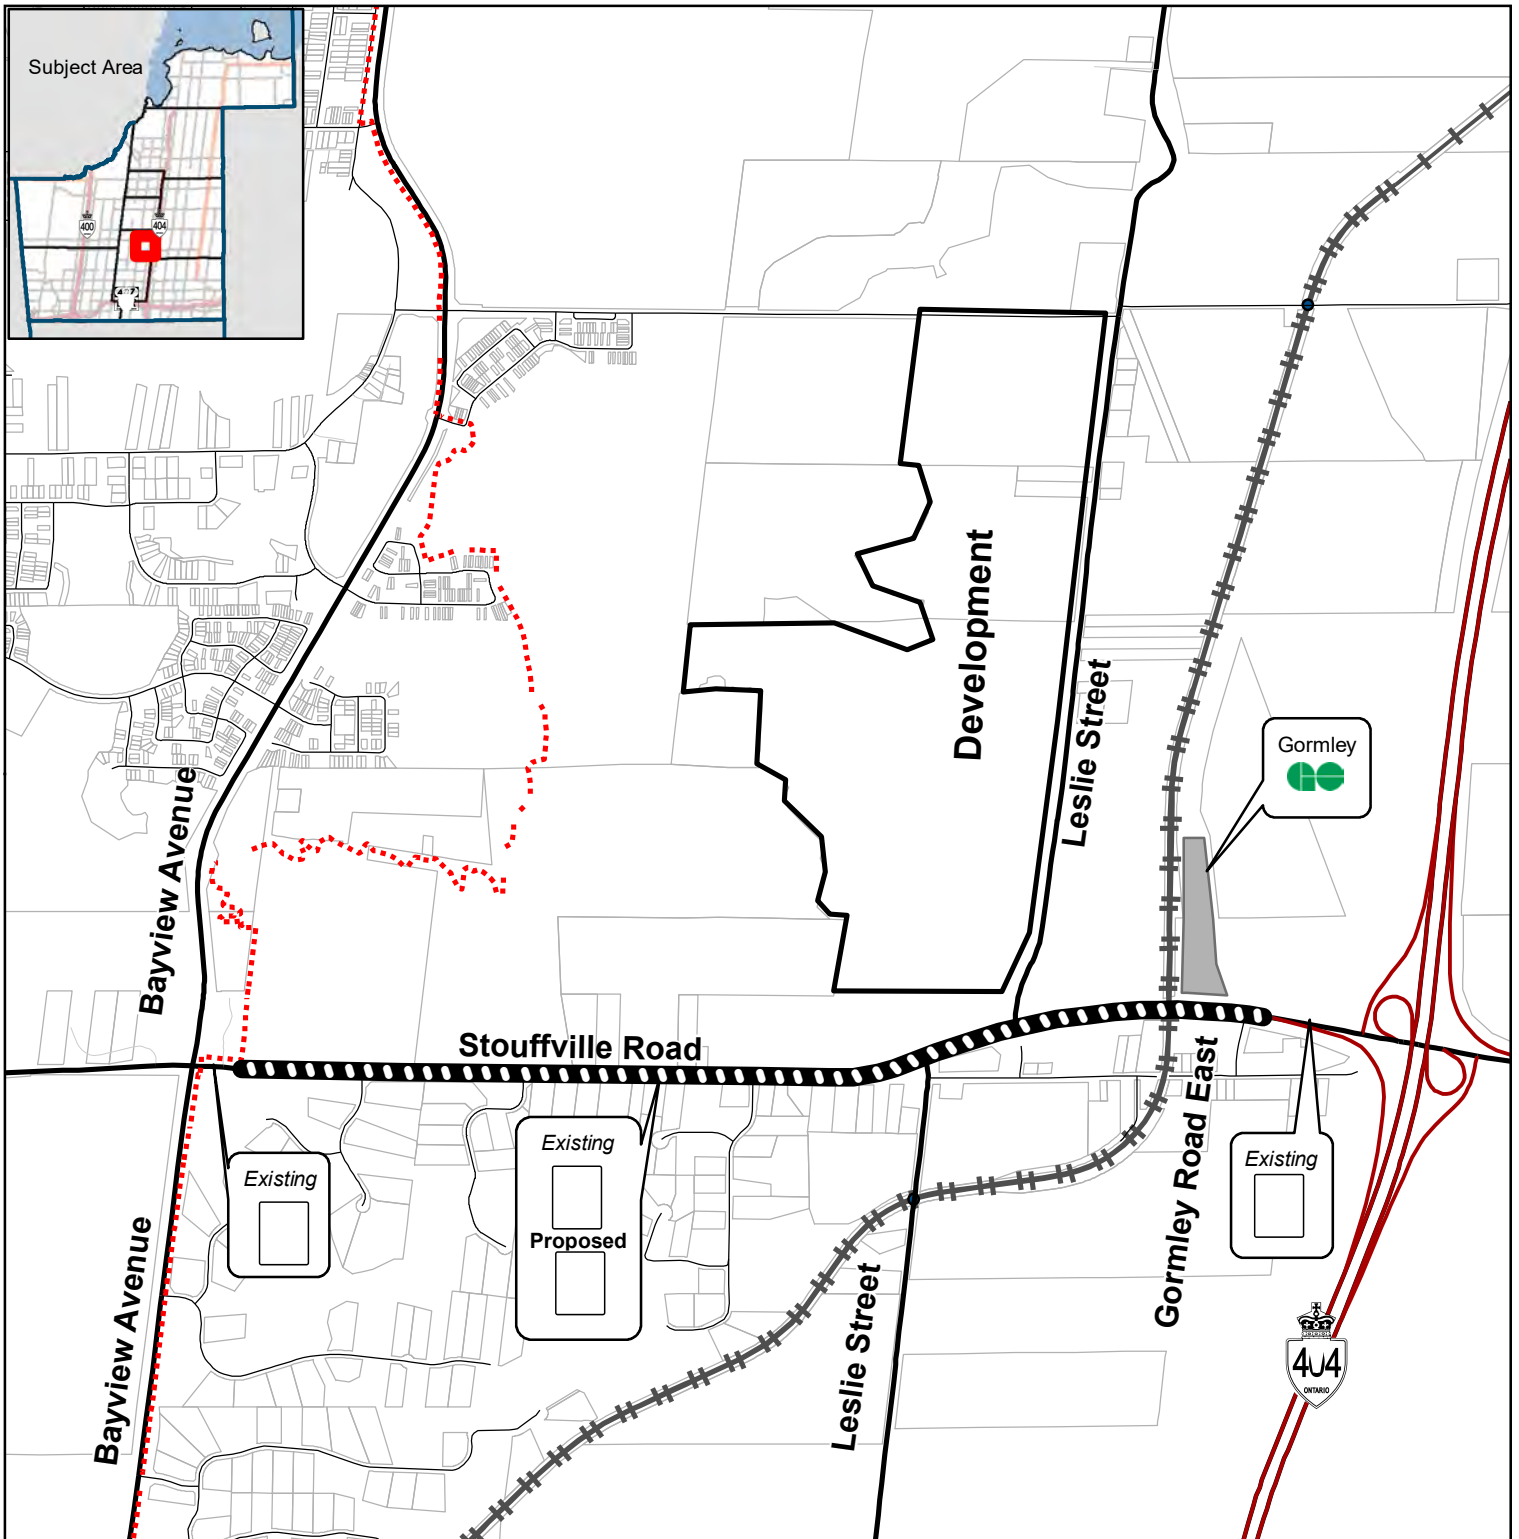 Subject Area
400
404
Development
Leslie Street
Gormley
Bayview Avenue
Stouffville Road
Gormley Road East
Existing
Existing
Proposed
Existing
Bayview Avenue
Leslie Street
404
ONTARIO